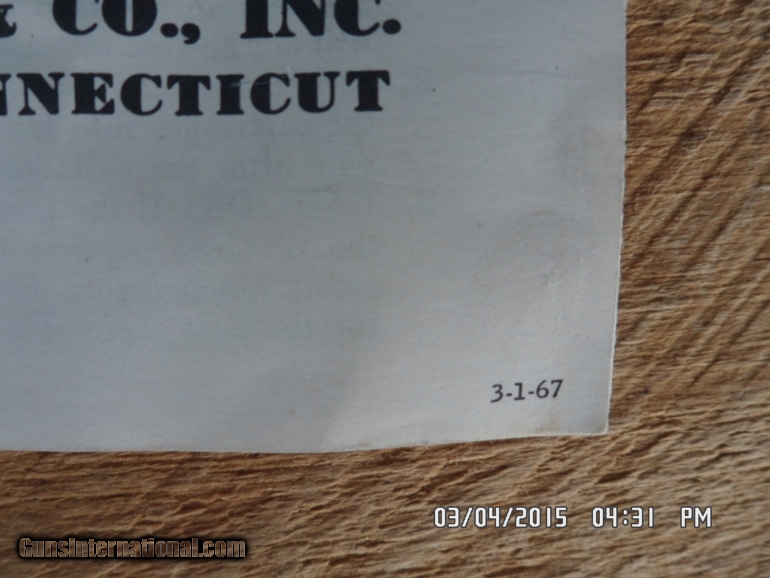 & CO., INC.
NNECTICUT
3-1-67
03/04/2015 04:31 PM
GunsInternational.com